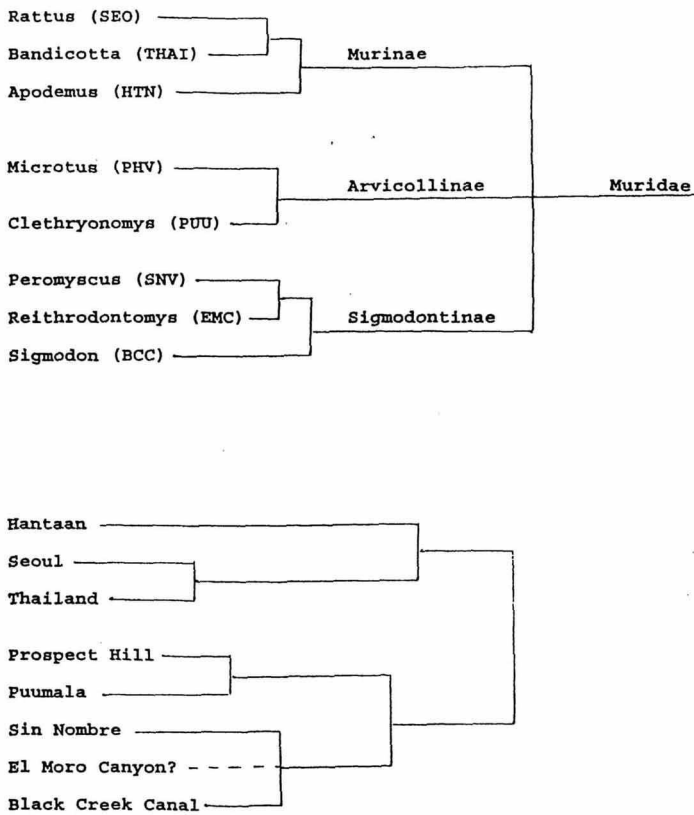 Rattus (SEO)
Bandicotta (THAI) Murinae
Apodemus (HTN)
Microtus (PHV)
Arvicollinae Muridae
Clethryonomys (PUU)
Peromyscus (SNV)
Reithrodontomys (EMC) Sigmodontinae
Sigmodon (BCC)
Hantaan
Seoul
Thailand
Prospect Hill
Puumala
Sin Nombre
El Moro Canyon?
Black Creek Canal